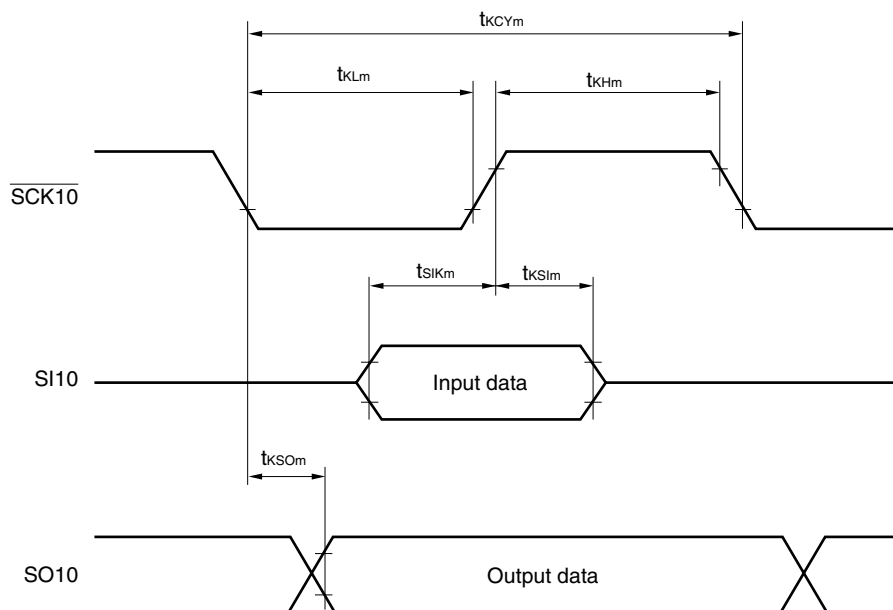 tKCYm
tKLm
tKHm
SCK10
tSIKm
tKSIm
SI10
Input data
tKSOm
SO10
Output data